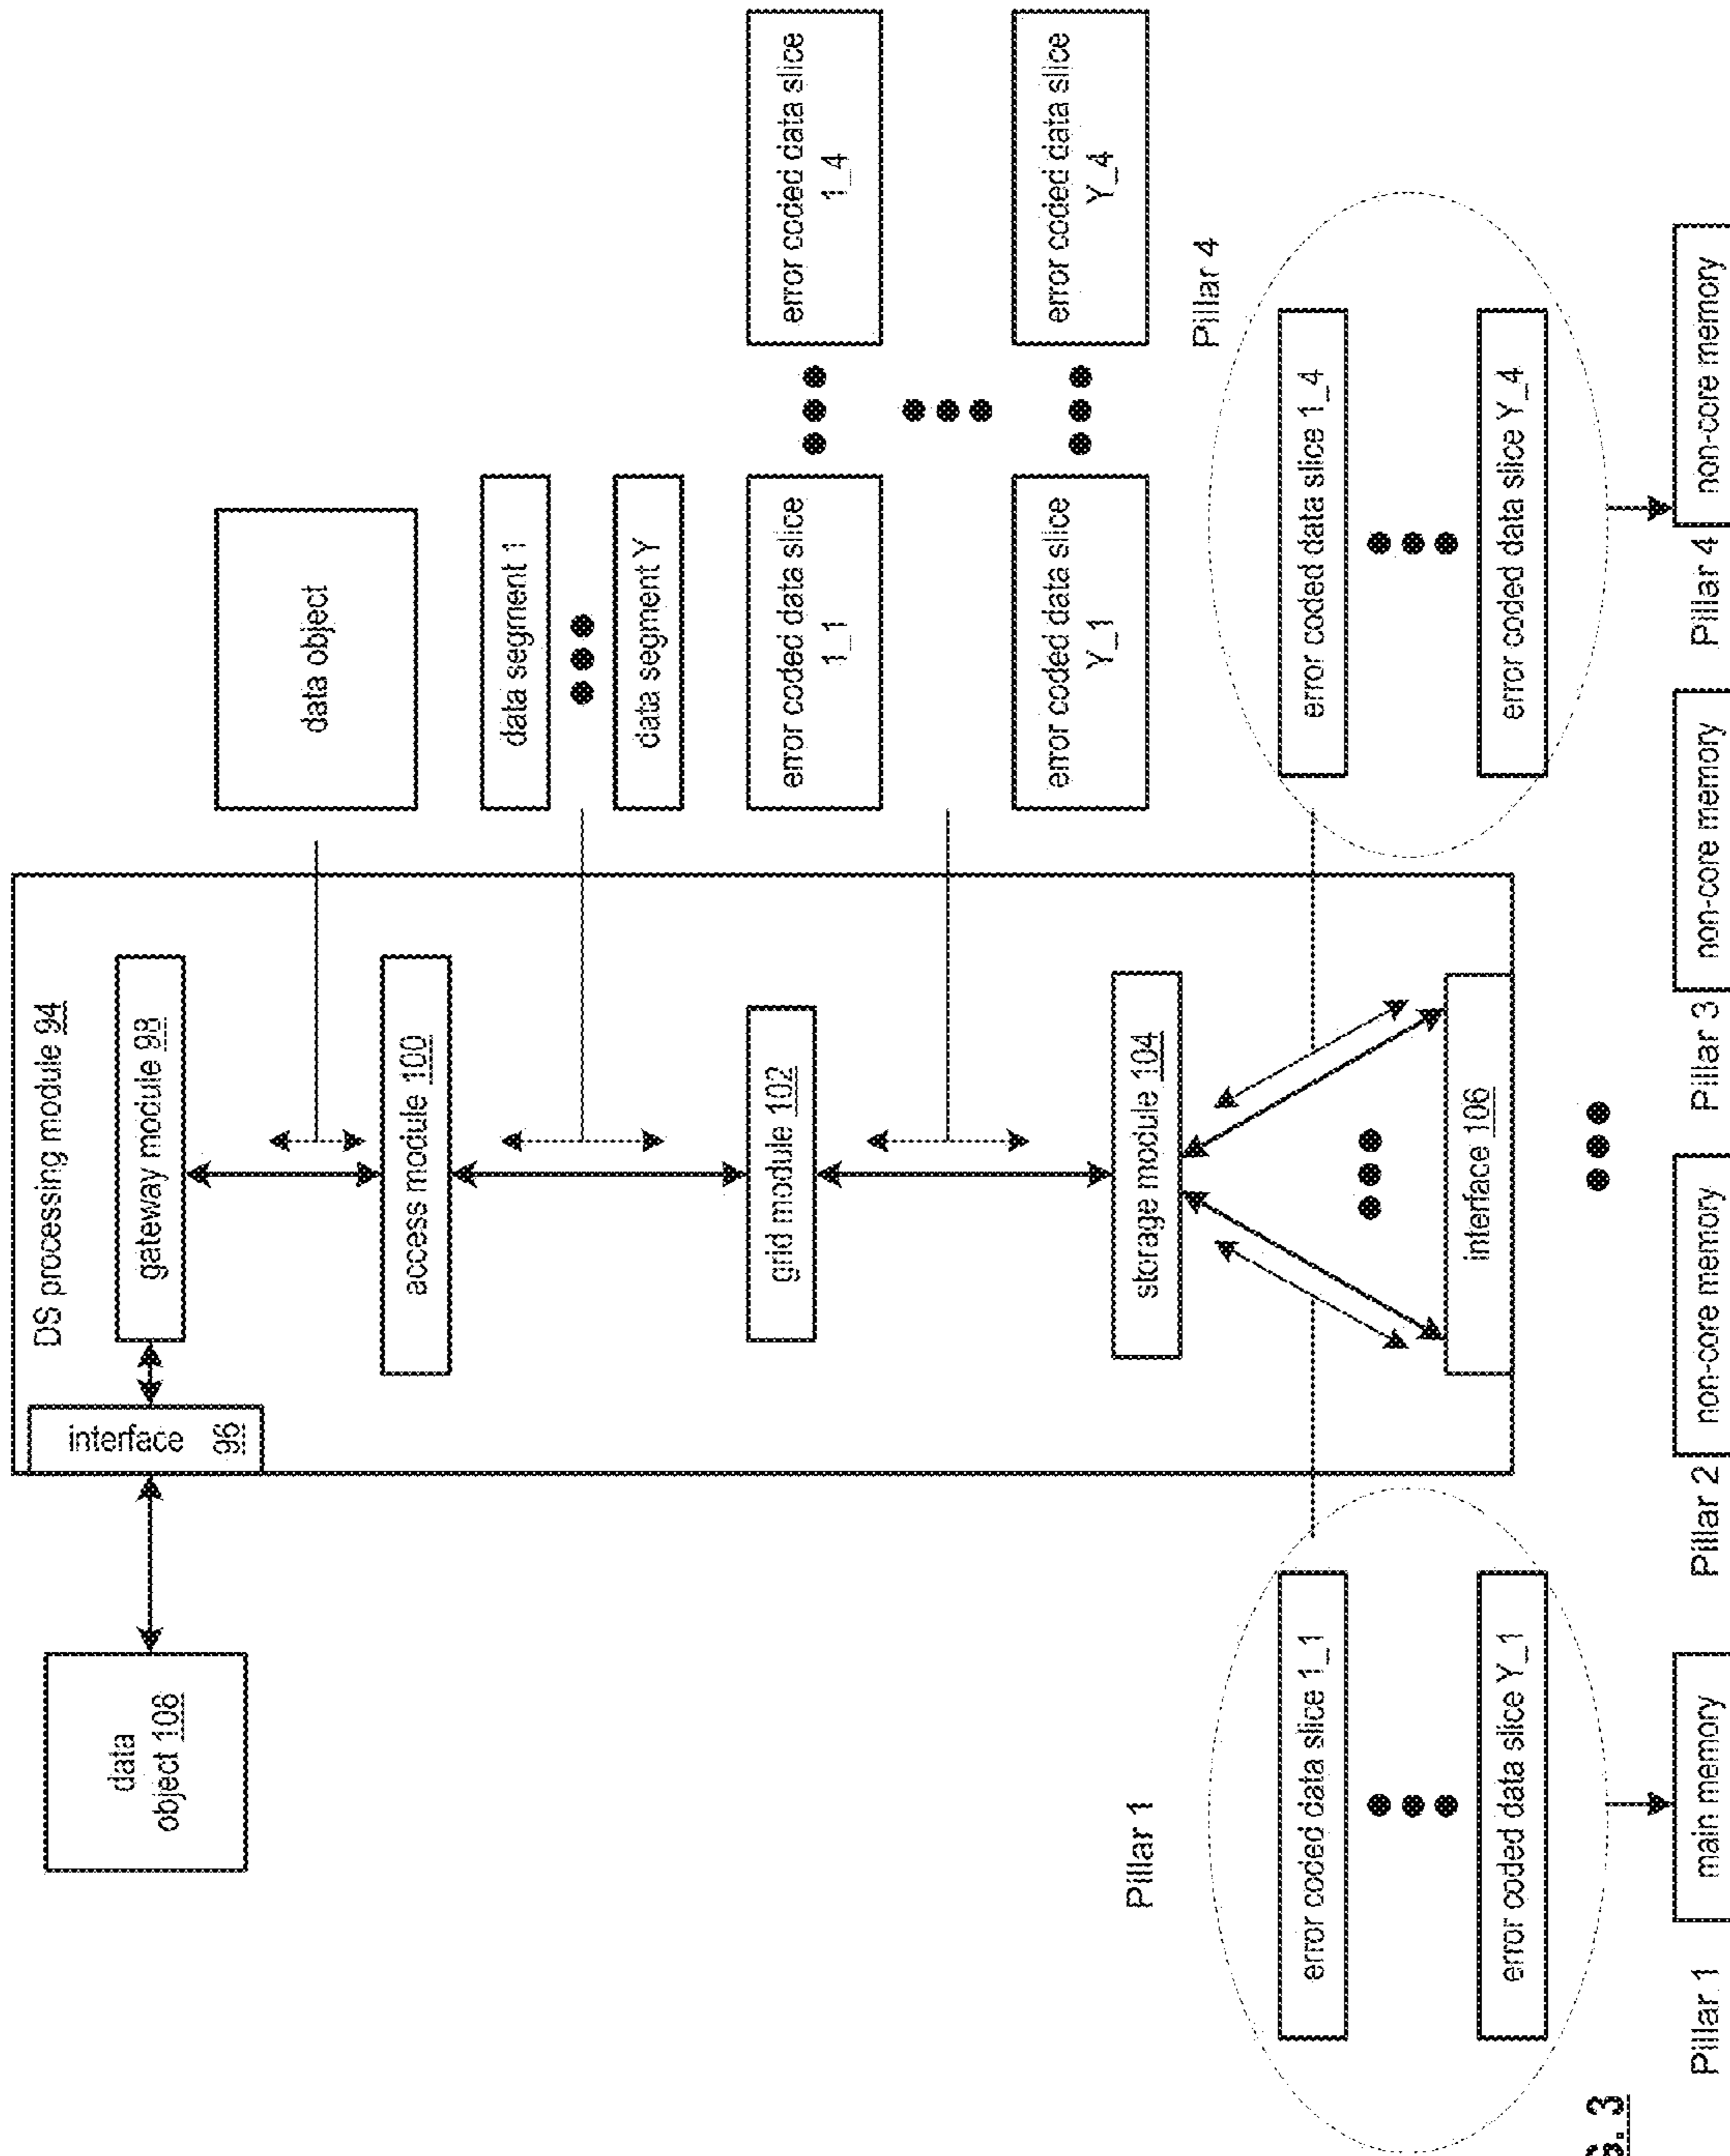 data
object 108
interface 96
DS processing module 94
gateway module 98
data object
access module 100
data segment 1
data segment Y
grid module 102
error coded data slice
1_1
error coded data slice
1_4
error coded data slice
Y_1
error coded data slice
Y_4
storage module 104
Pillar 1
Pillar 4
error coded data slice 1_1
error coded data slice 1_4
interface 106
error coded data slice Y_1
error coded data slice Y_4
Pillar 1
main memory
Pillar 2
non-core memory
Pillar 3
non-core memory
Pillar 4
non-core memory
G. 3